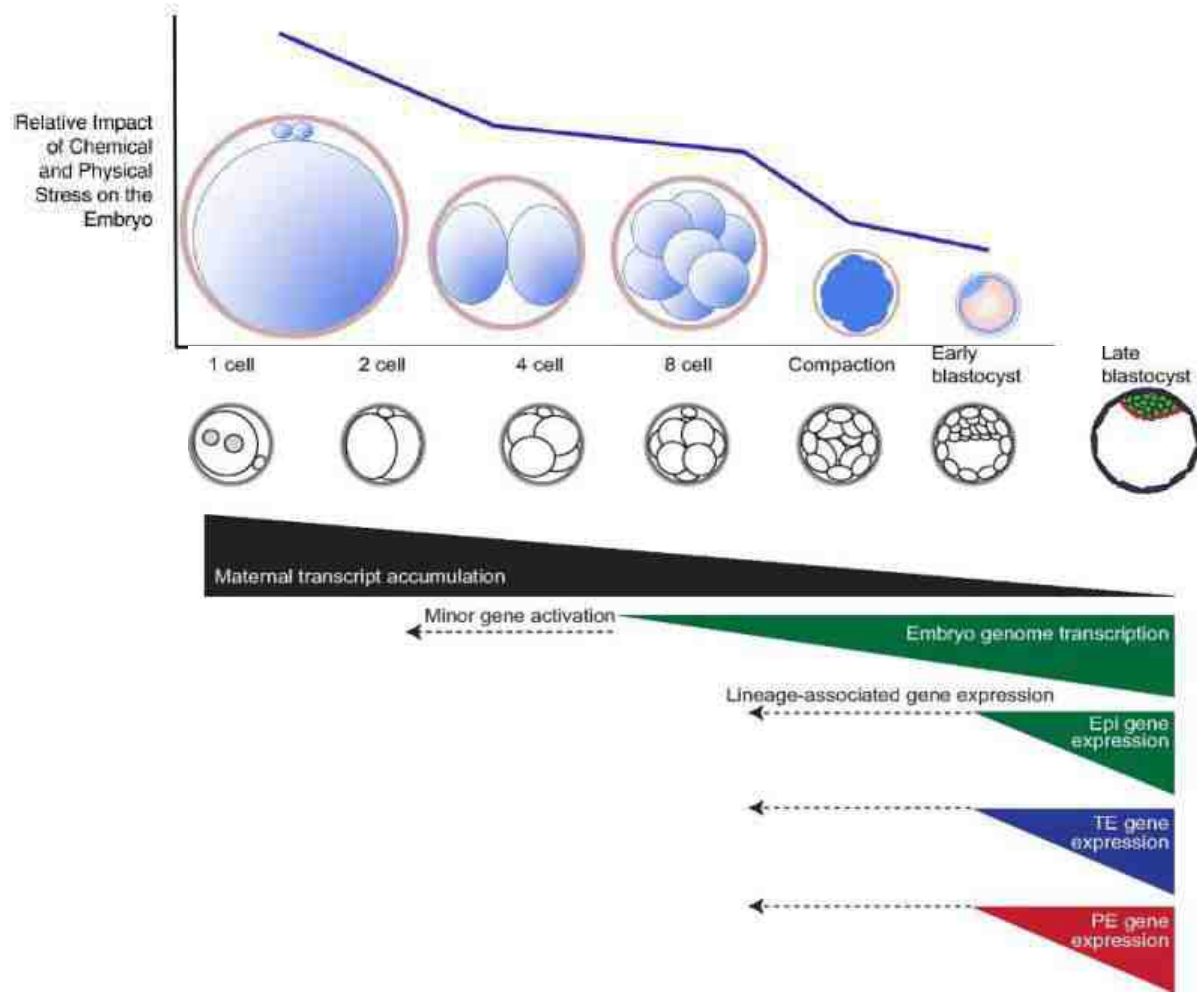 Relative Impact
of Chemical
and Physical
Stress on the
Embryo
1 cell
2 cell
4 cell
8 cell
Compaction
Early
blastocyst
Late
blastocyst
Maternal transcript accumulation
Minor gene activation
Embryo genome transcription
Lineage-associated gene expression
Epi gene
expression
TE gene
expression
PE gene
expression